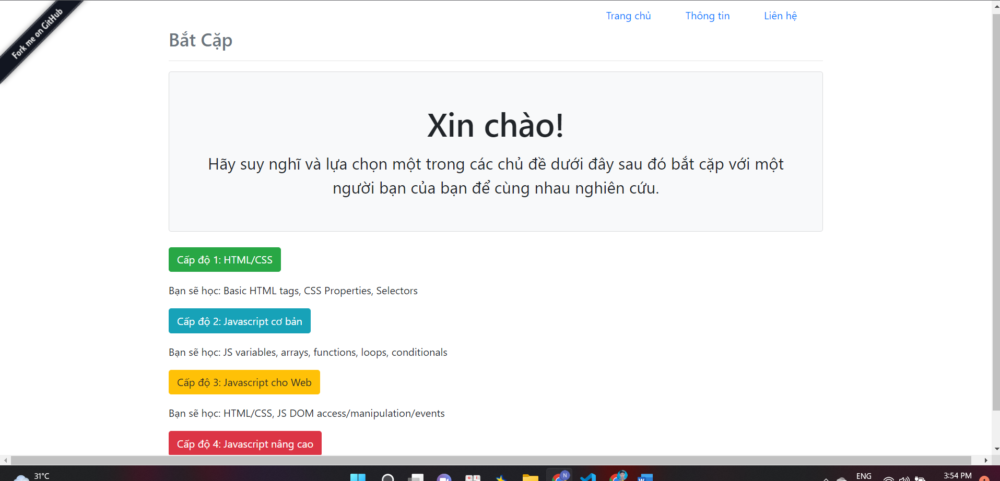 Fork me on GitHub
Trang chủ Thông tin Liên hệ
Bắt Cặp
Xin chào!
Hãy suy nghĩ và lựa chọn một trong các chủ đề dưới đây sau đó bắt cặp với một
người bạn của bạn để cùng nhau nghiên cứu.
Cấp độ 1: HTML/CSS
Bạn sẽ học: Basic HTML tags, CSS Properties, Selectors
Cấp độ 2: Javascript cơ bản
Bạn sẽ học: JS variables, arrays, functions, loops, conditionals
Cấp độ 3: Javascript cho Web
Bạn sẽ học: HTML/CSS, JS DOM access/manipulation/events
Cấp độ 4: Javascript nâng cao
31°C
ENG
3:54 PM